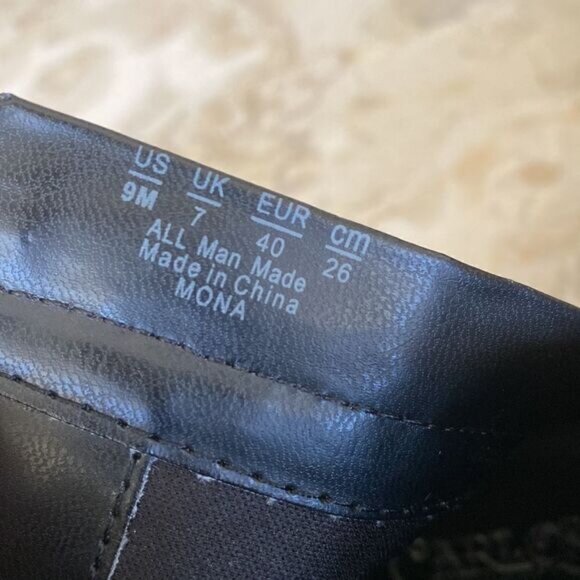 US UK EUR cm
9M 7 40 26
ALL Man Made
Made in China
MONA